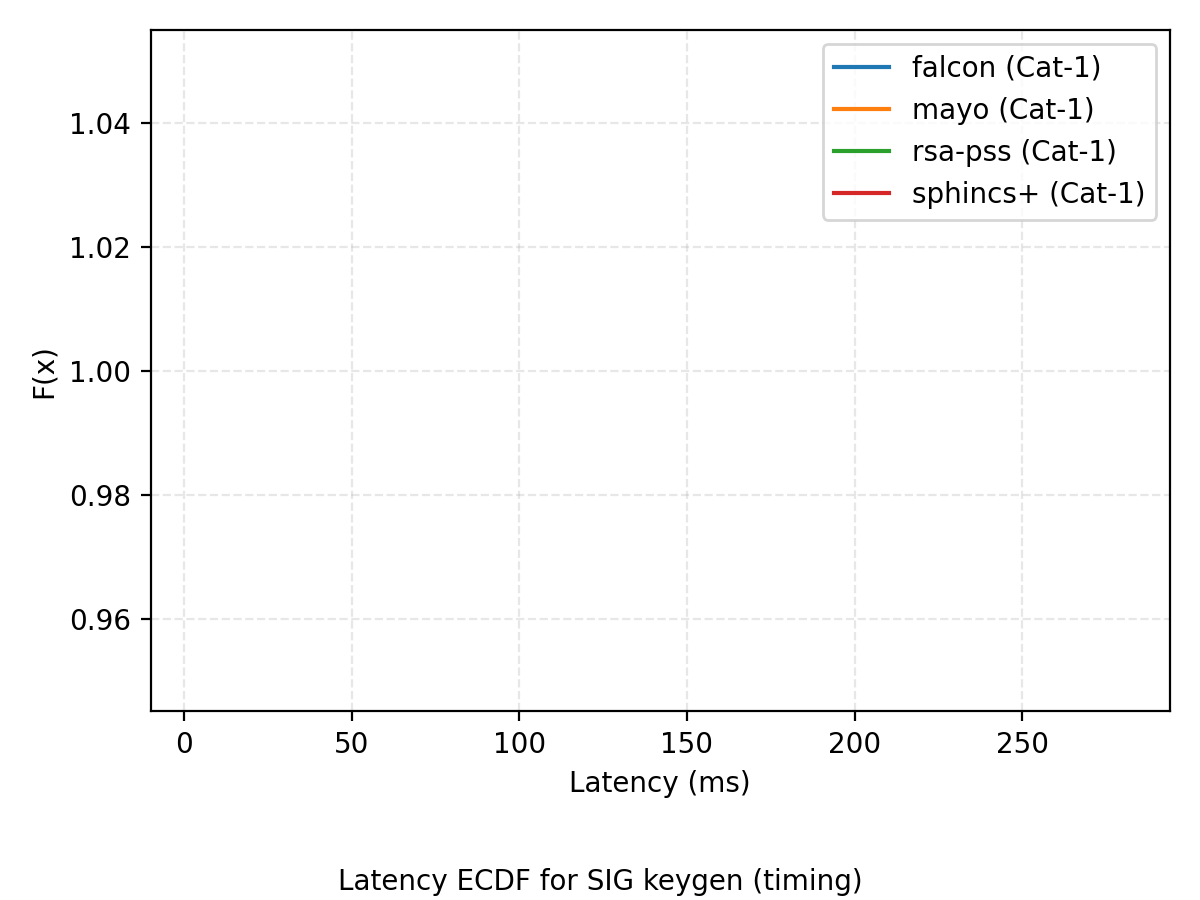 falcon (Cat-1)
mayo (Cat-1)
rsa-pss (Cat-1)
sphincs+ (Cat-1)
F(x)
1.04
1.02
1.00
0.98
0.96
0 50 100 150 200 250
Latency (ms)
Latency ECDF for SIG keygen (timing)